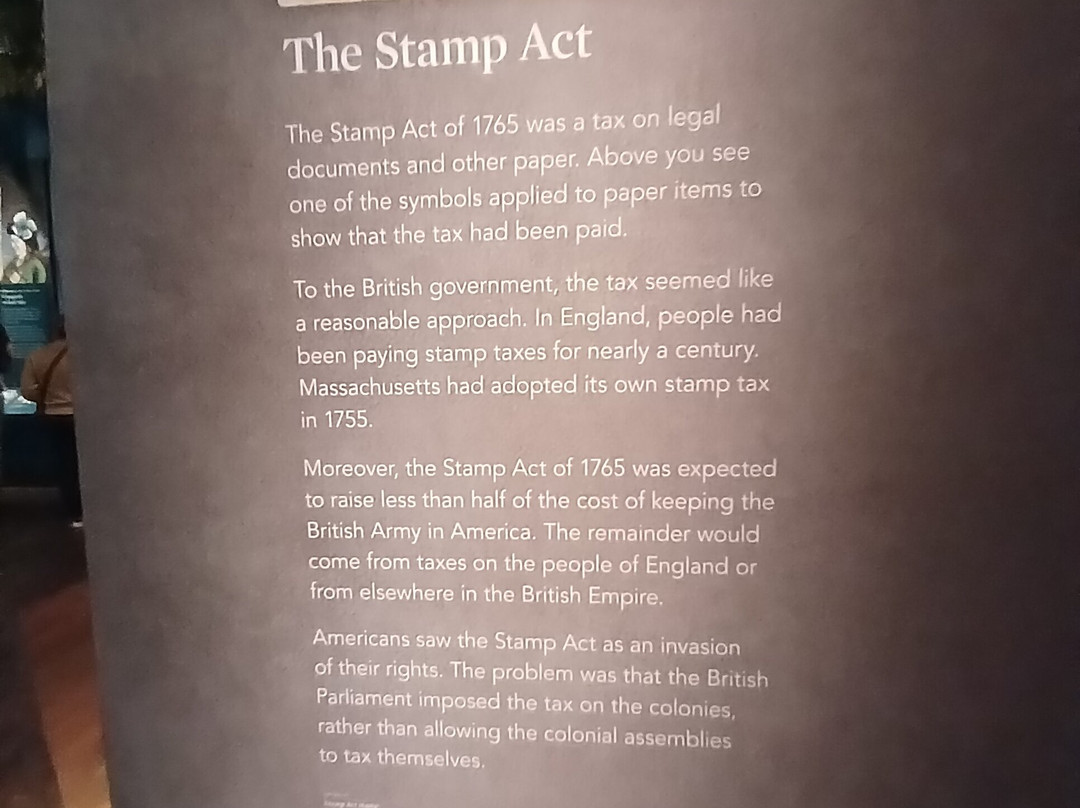 The Stamp Act
The Stamp Act of 1765 was a tax on legal
documents and other paper. Above you see
one of the symbols applied to paper items to
show that the tax had been paid.
To the British government, the tax seemed like
a reasonable approach. In England, people had
been paying stamp taxes for nearly a century.
Massachusetts had adopted its own stamp tax
in 1755.
Moreover, the Stamp Act of 1765 was expected
to raise less than half of the cost of keeping the
British Army in America. The remainder would
come from taxes on the people of England or
from elsewhere in the British Empire.
Americans saw the Stamp Act as an invasion
of their rights. The problem was that the British
Parliament imposed the tax on the colonies,
rather than allowing the colonial assemblies
to tax themselves.